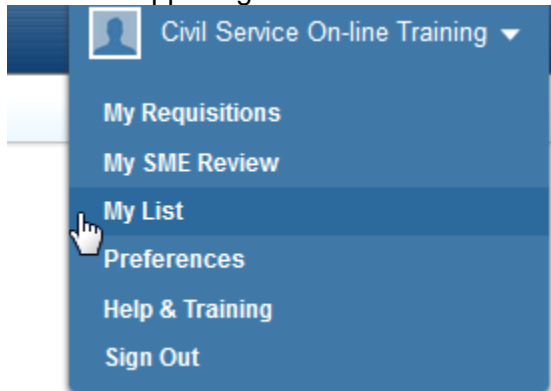 Civil Service On-line Training
My Requisitions
My SME Review
My List
Preferences
Help & Training
Sign Out